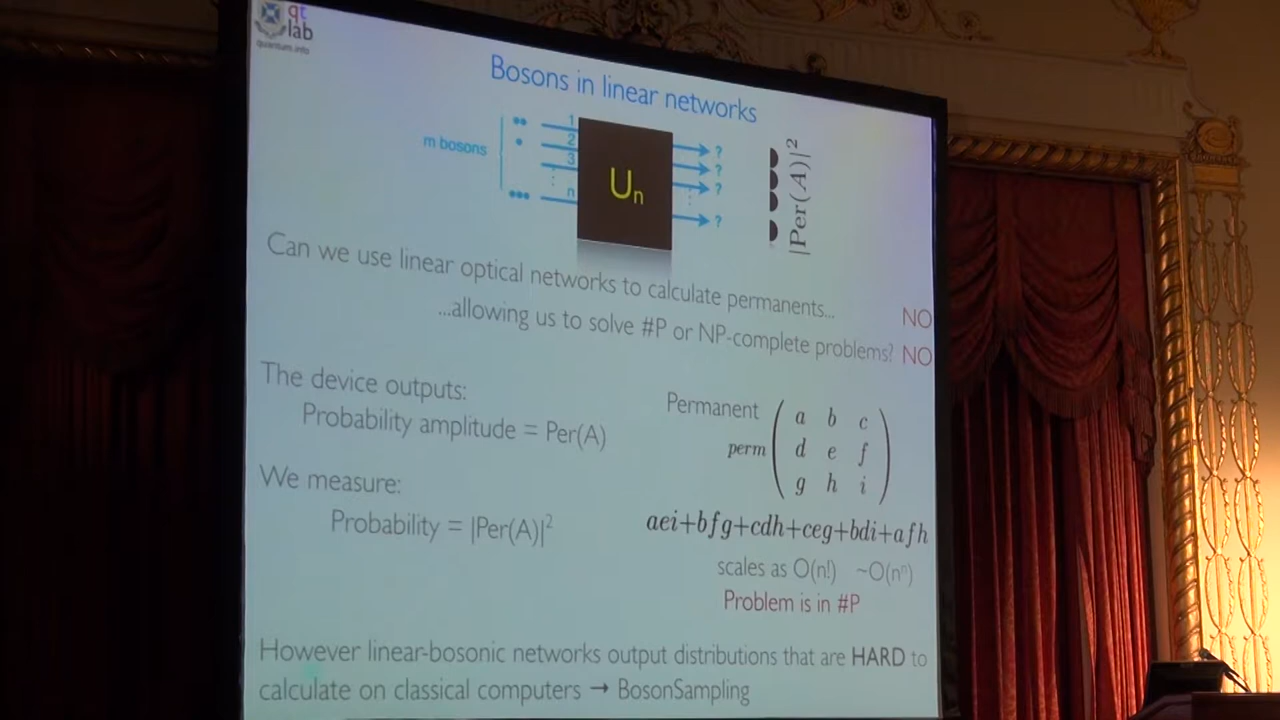 qt
lab
quantum.info
Bosons in linear networks
m bosons
1
2
3
n
Un
?
?
?
?
|Per(A)|²
Can we use linear optical networks to calculate permanents... NO
...allowing us to solve #P or NP-complete problems? NO
The device outputs:
Probability amplitude = Per(A)
We measure:
Probability = |Per(A)|²
Permanent
perm ( a b c
d e f
g h i )
aei+bfg+cdh+ceg+bdi+afh
scales as O(n!) ~O(nⁿ)
Problem is in #P
However linear-bosonic networks output distributions that are HARD to
calculate on classical computers → BosonSampling